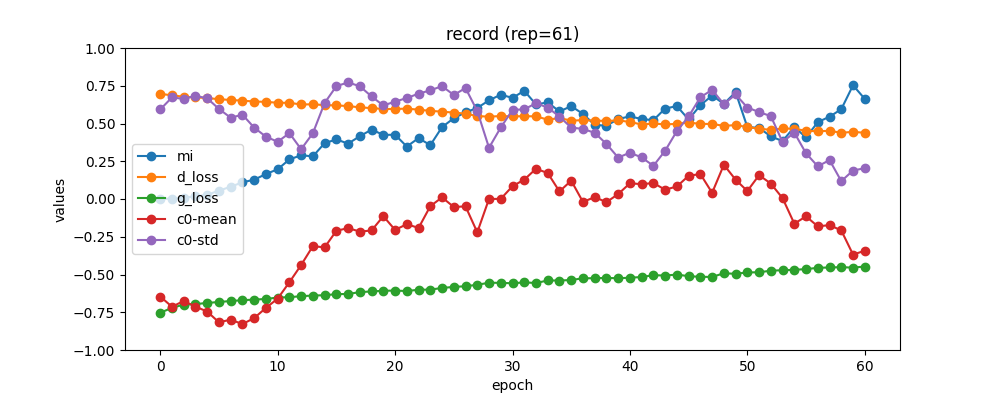 record (rep=61)
1.00
0.75
0.50
0.25
0.00
−0.25
−0.50
−0.75
−1.00
values
mi
d_loss
g_loss
c0-mean
c0-std
0 10 20 30 40 50 60
epoch